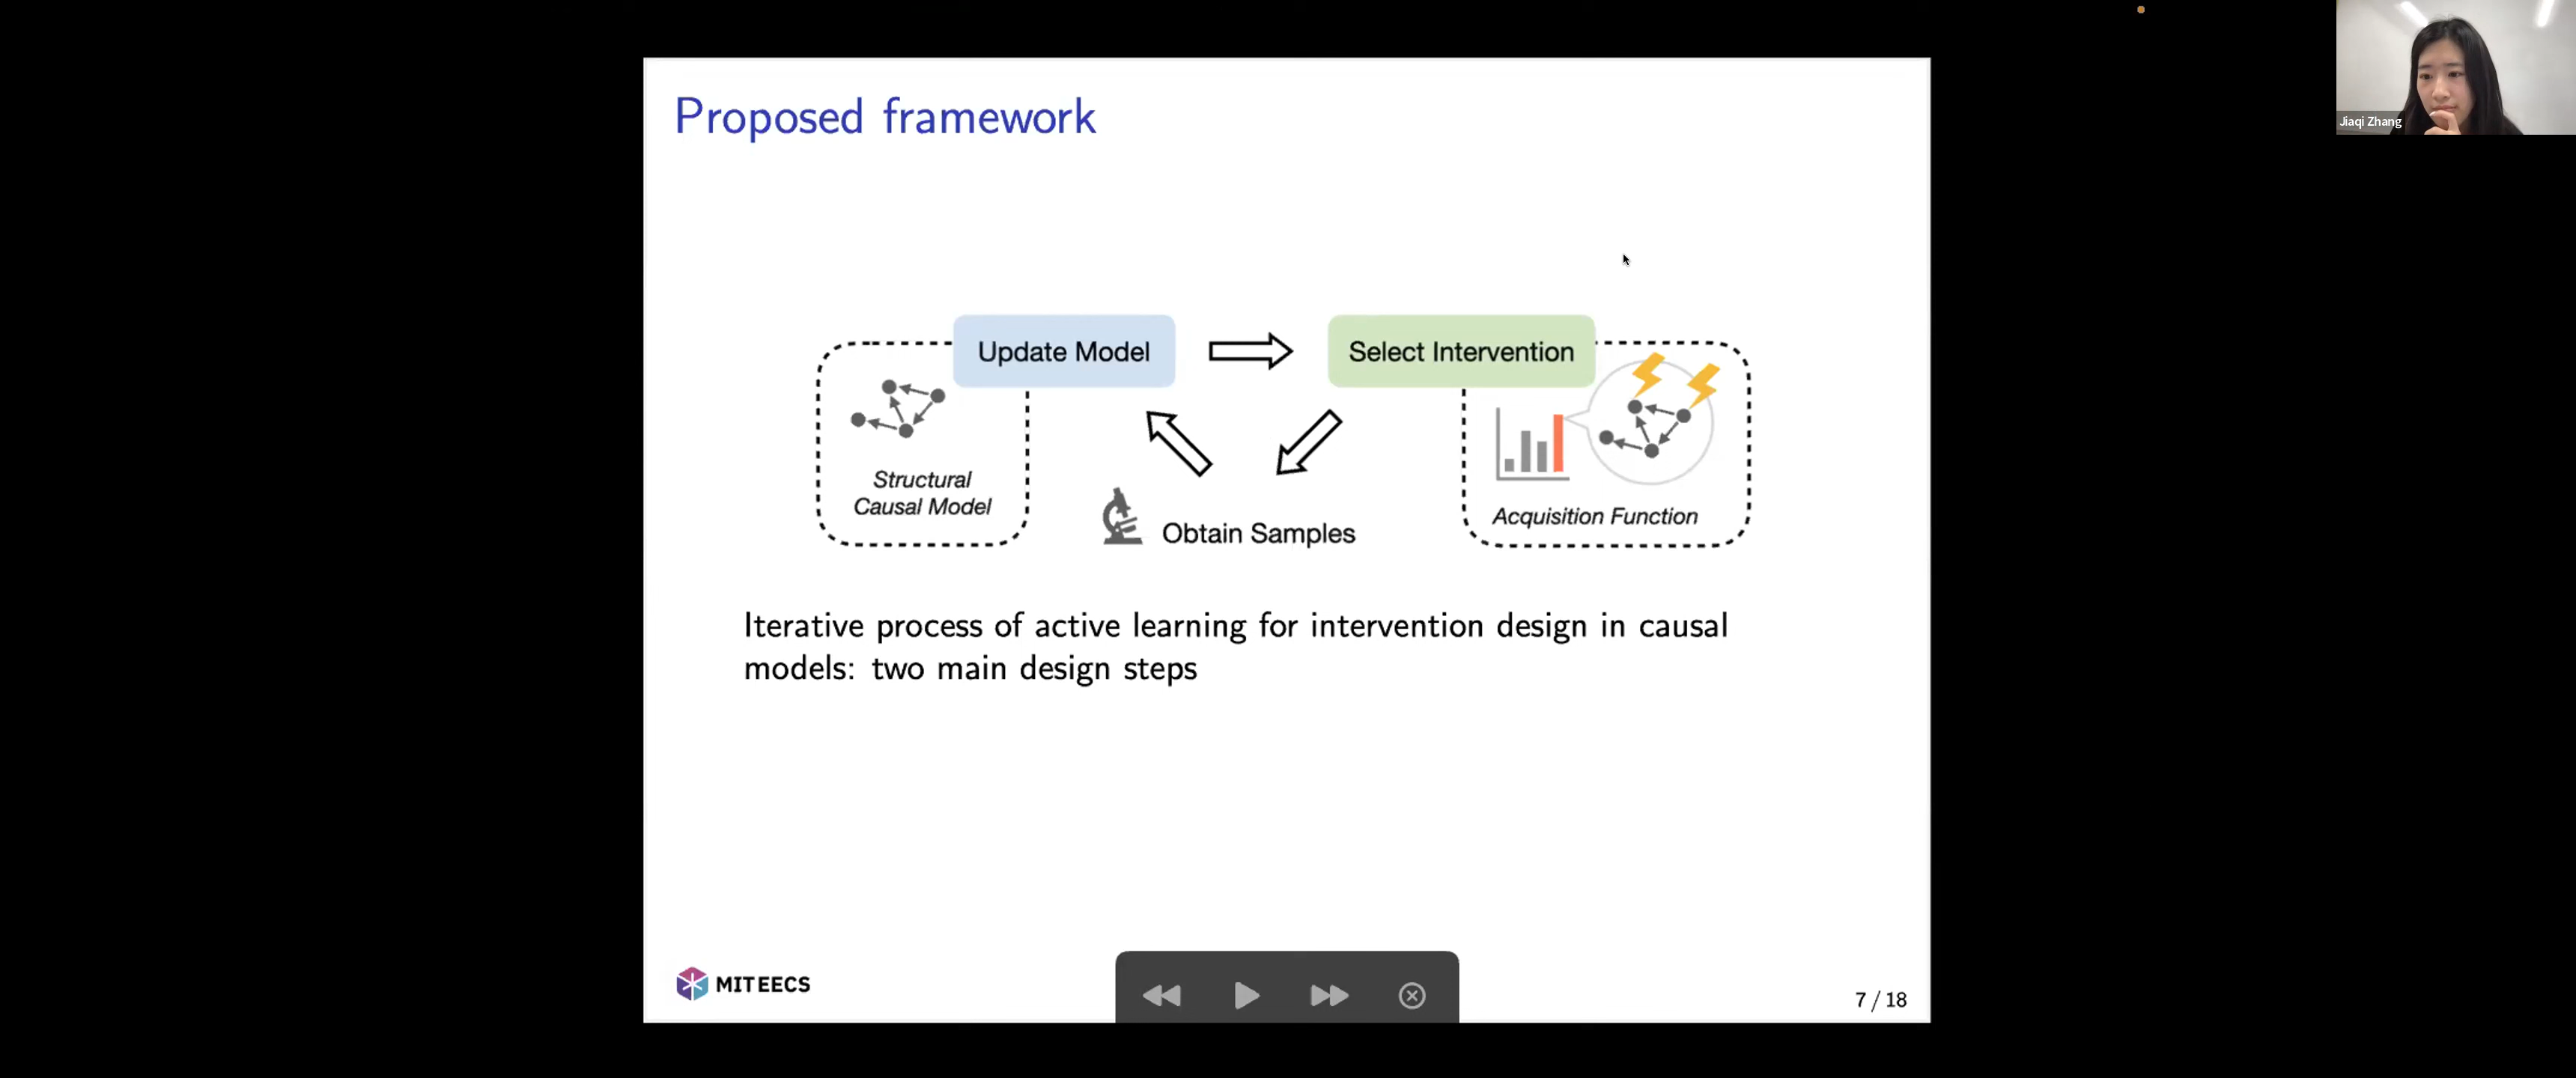 Jiaqi Zhang
Proposed framework
Update Model
Select Intervention
Structural
Causal Model
Obtain Samples
Acquisition Function
Iterative process of active learning for intervention design in causal
models: two main design steps
MIT EECS
7 / 18